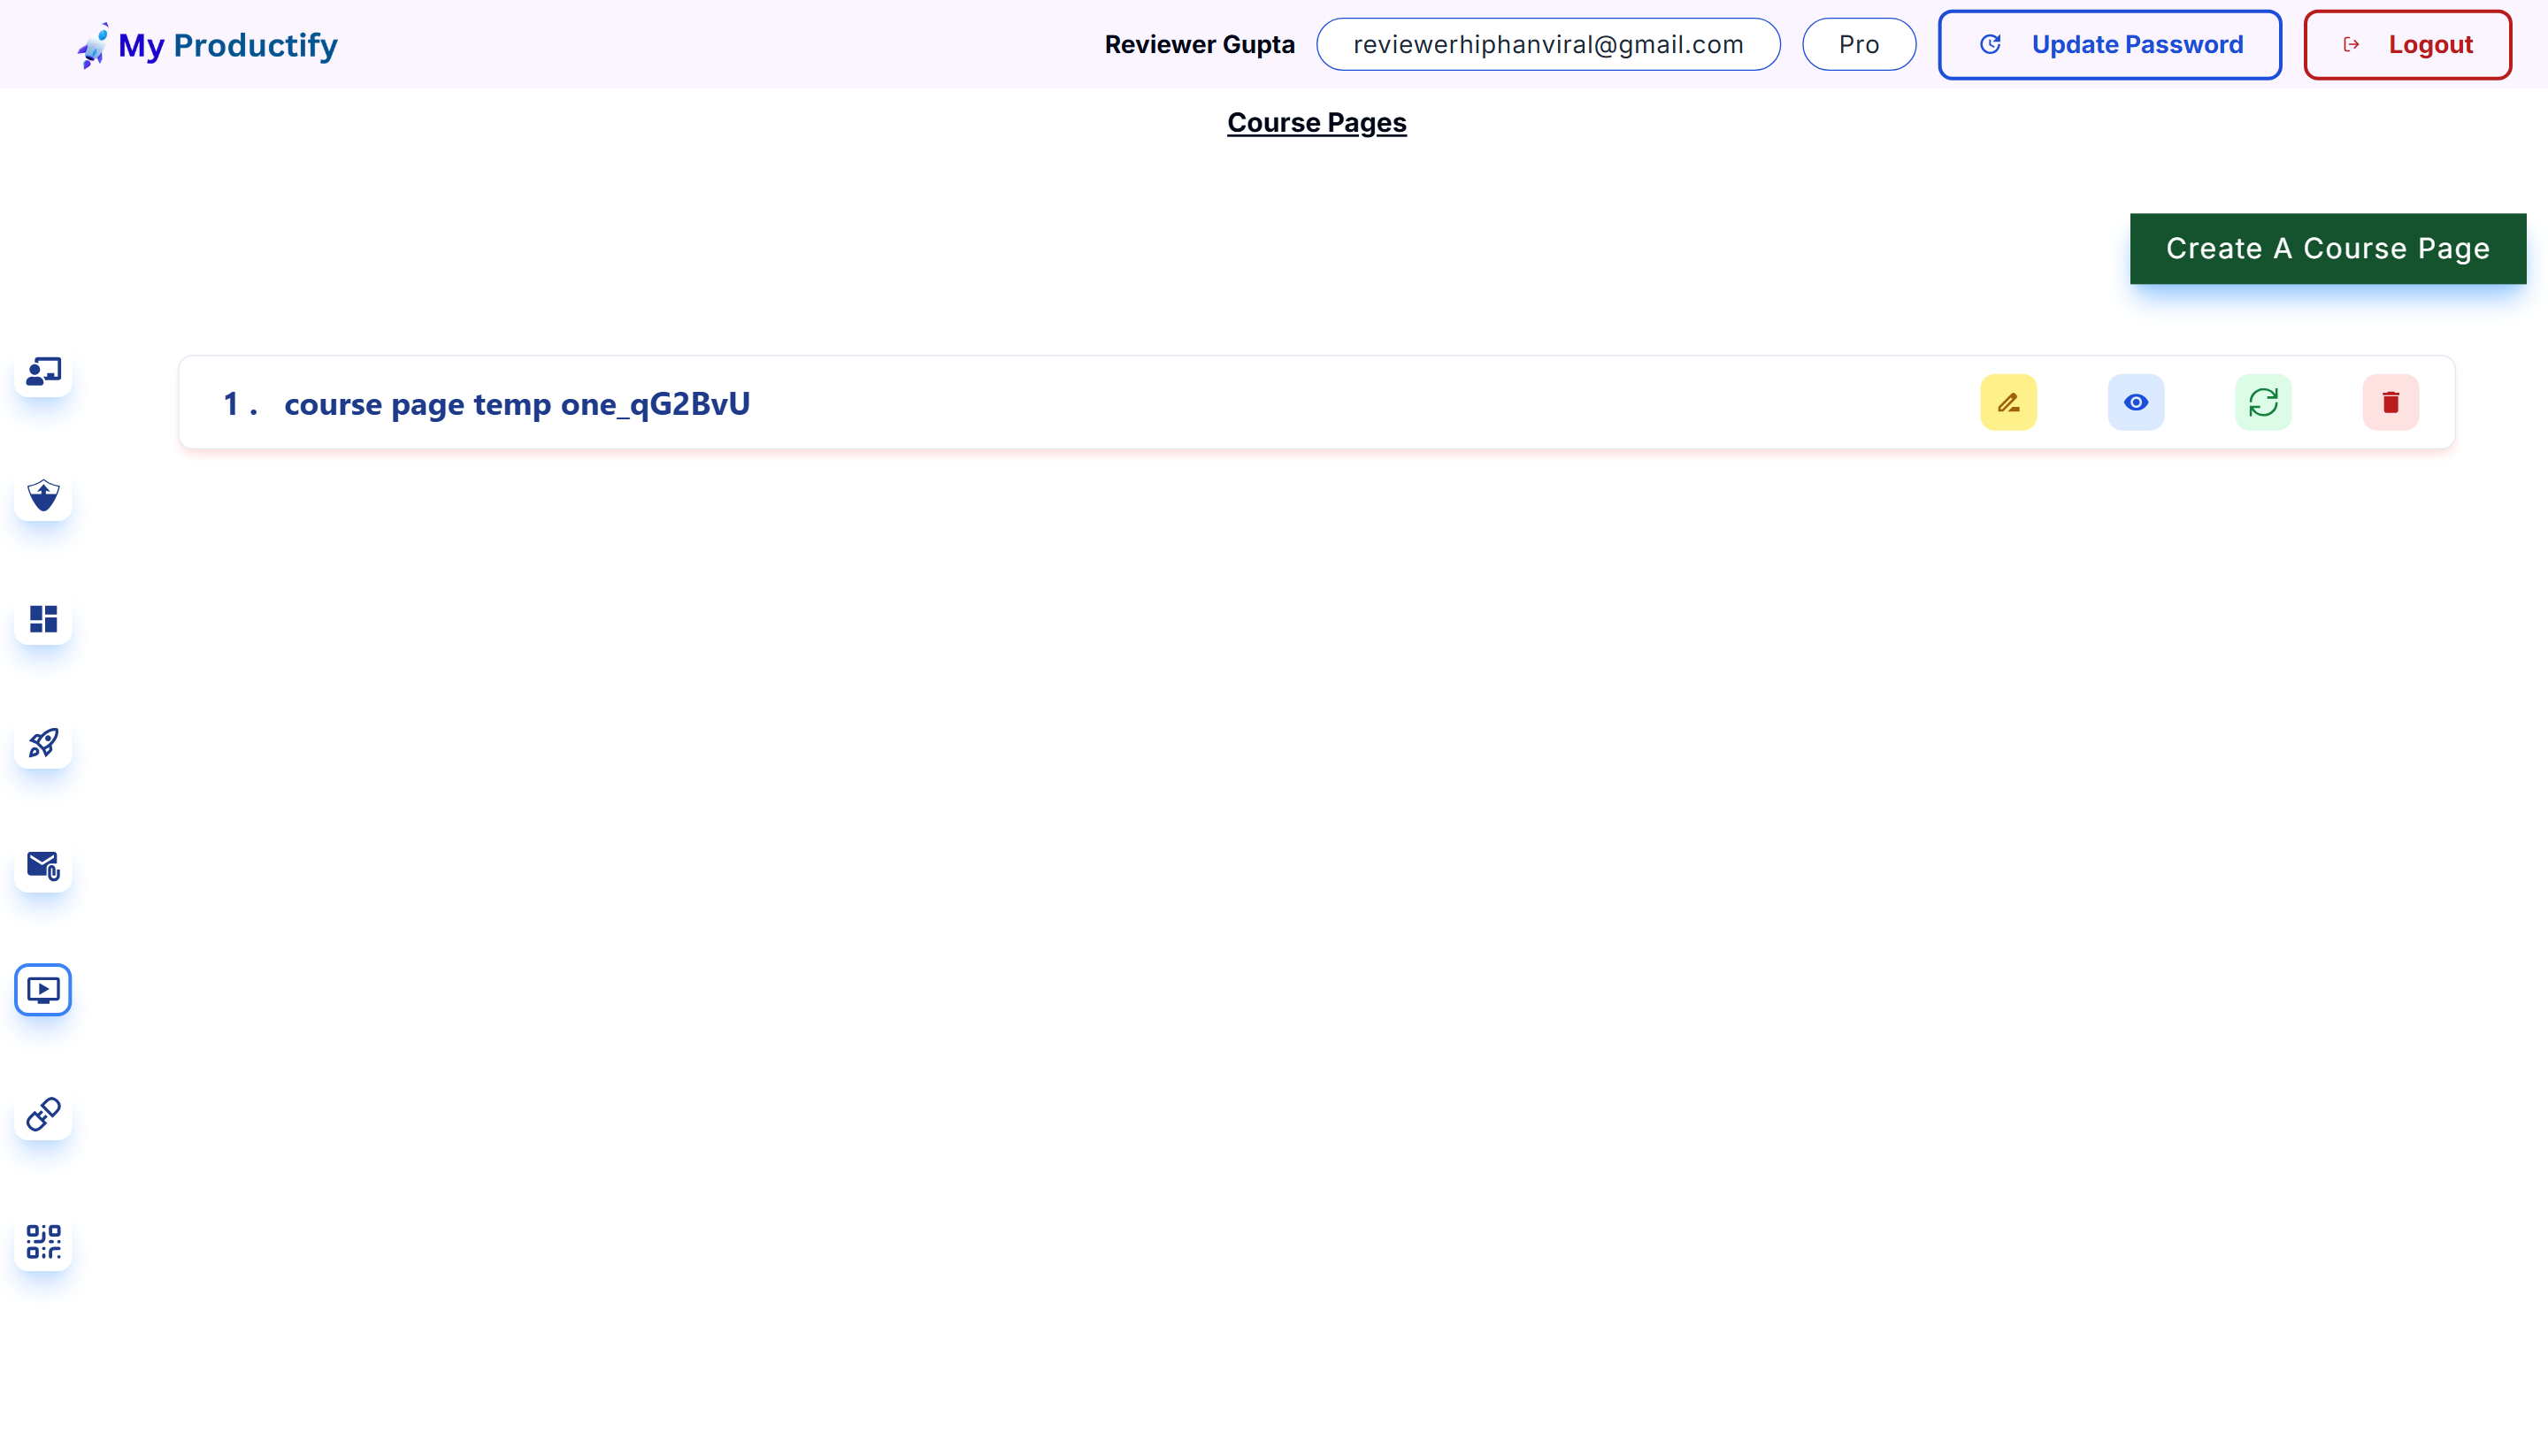 My Productify
Reviewer Gupta reviewerhiphanviral@gmail.com Pro Update Password Logout
Course Pages
Create A Course Page
1 . course page temp one_qG2BvU